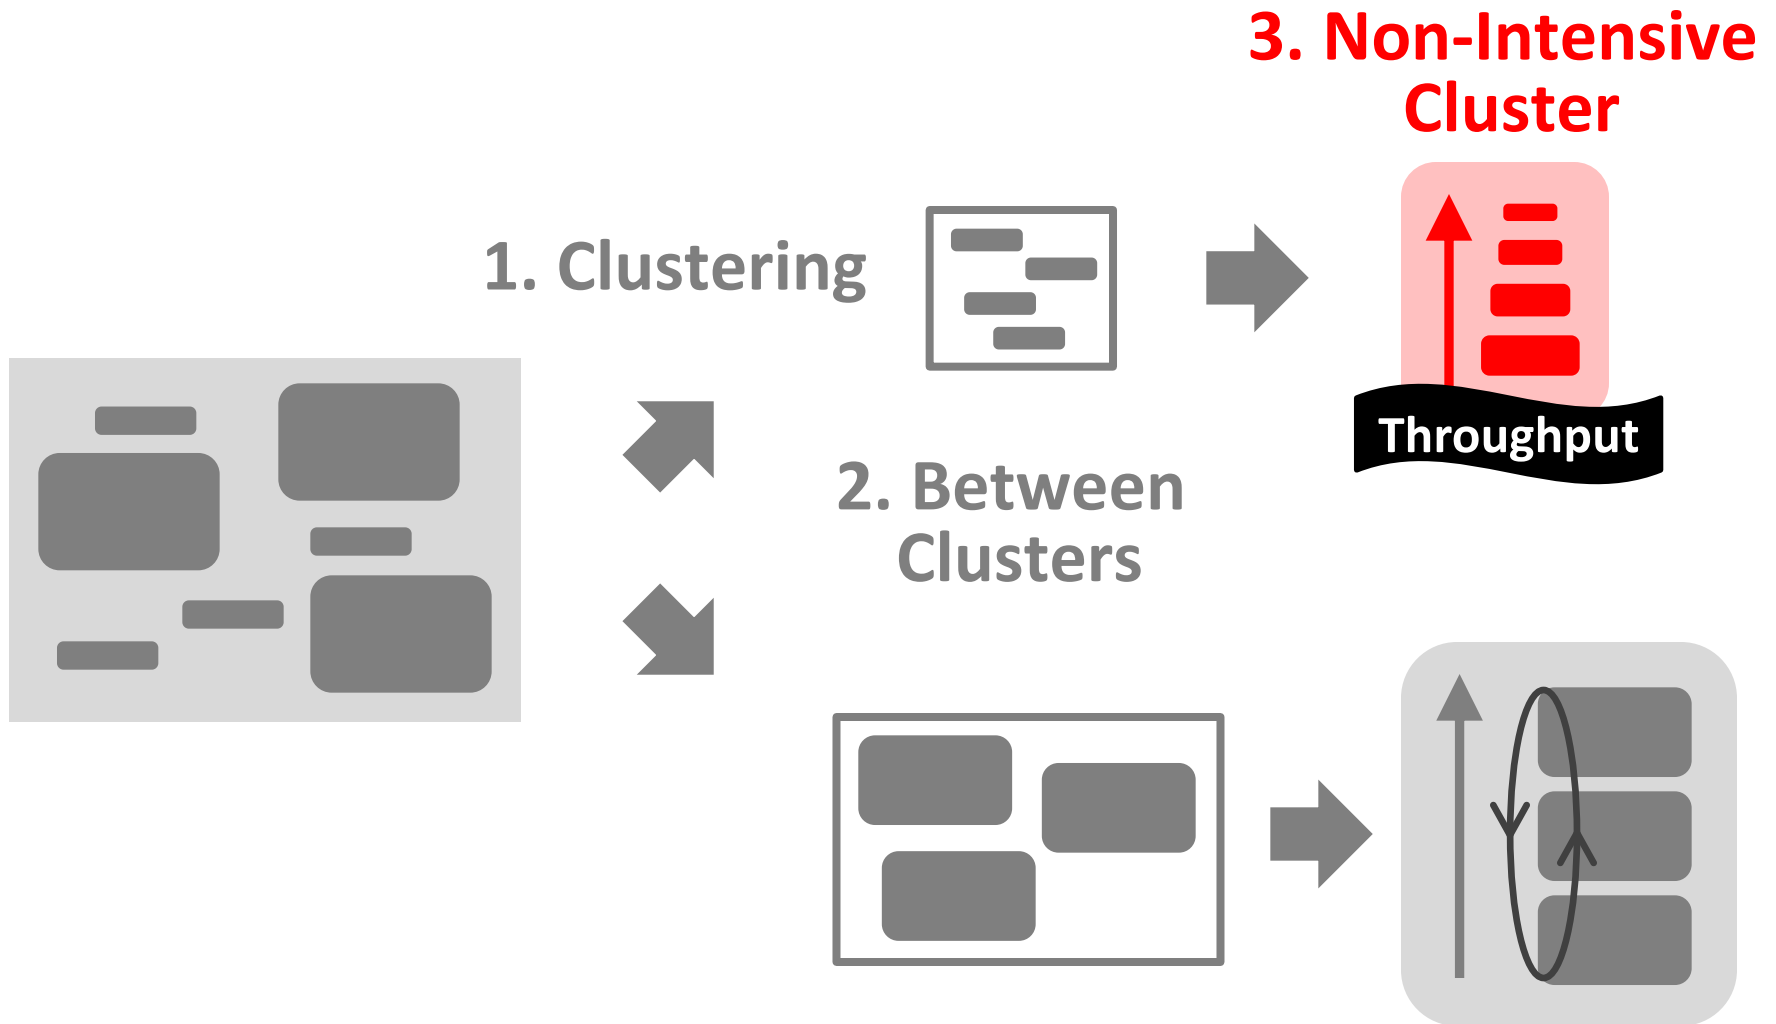 3. Non-Intensive
Cluster
1. Clustering
Throughput
2. Between
Clusters